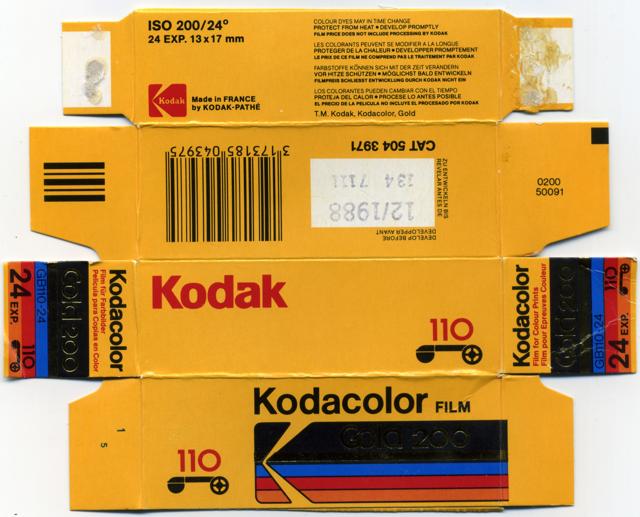 ISO 200/24°
24 EXP. 13 x 17 mm
Kodak
Made in FRANCE
by KODAK-PATHÉ
COLOUR DYES MAY IN TIME CHANGE
PROTECT FROM HEAT • DEVELOP PROMPTLY
FILM PRICE DOES NOT INCLUDE PROCESSING BY KODAK
LES COLORANTS PEUVENT SE MODIFIER A LA LONGUE
PROTEGER DE LA CHALEUR • DEVELOPPER PROMPTEMENT
LE PRIX DE CE FILM NE COMPREND PAS LE TRAITEMENT PAR KODAK
FARBSTOFFE KÖNNEN SICH MIT DER ZEIT VERÄNDERN
VOR HITZE SCHÜTZEN • MÖGLICHST BALD ENTWICKELN
FILMPREIS SCHLIESST ENTWICKLUNG DURCH KODAK NICHT EIN
LOS COLORANTES PUEDEN CAMBIAR CON EL TIEMPO
PROTEJA DEL CALOR • PROCESE LO ANTES POSIBLE
EL PRECIO DE LA PELICULA NO INCLUYE EL PROCESADO POR KODAK
T.M. Kodak, Kodacolor, Gold
3 173185 043975
CAT 504 3971
DEVELOP BEFORE
DEVELOPPER AVANT
12/1988
134 7111
ZU ENTWICKELN BIS
REVELAR ANTES DE
0200
50091
Kodacolor
Film für Farbbilder
Película para Copias en Color
Gold 200
GB110-24
24 EXP.
110
Kodak
110
Kodacolor
Film for Colour Prints
Film pour Epreuves Couleur
Gold 200
GB110-24
24 EXP.
110
Kodacolor FILM
Gold 200
110
1 5